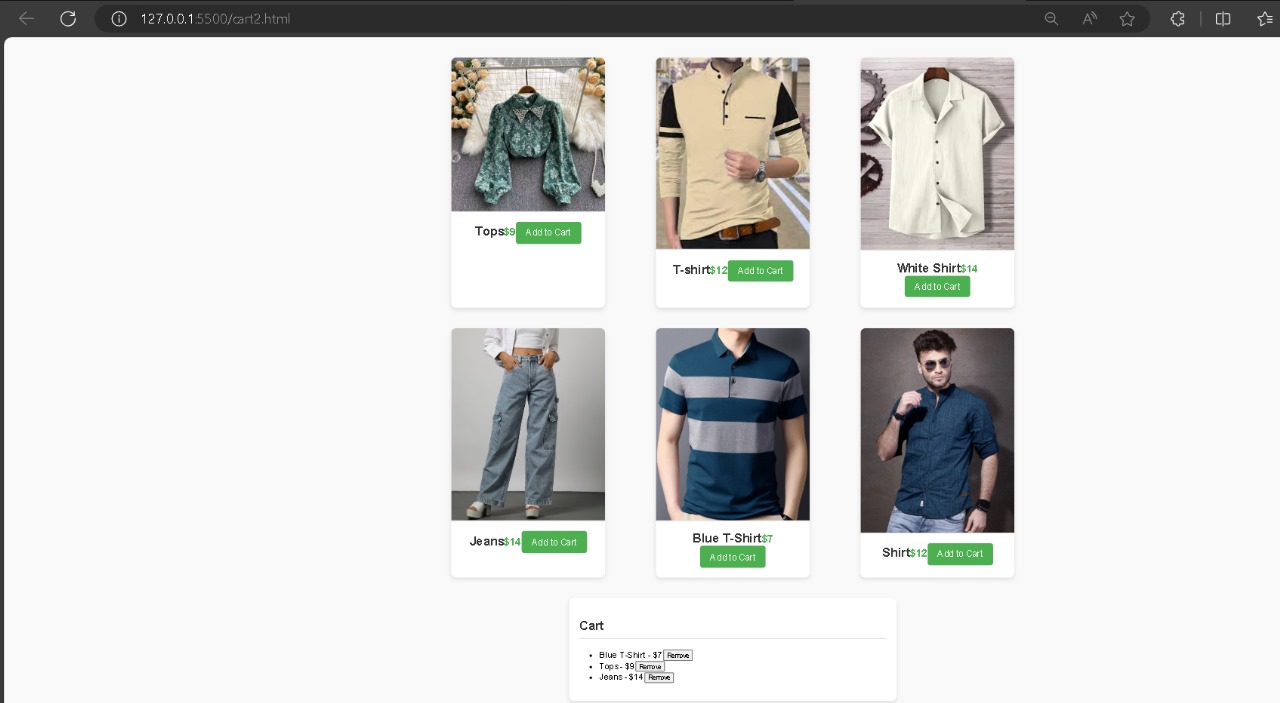 127.0.0.1:5500/cart2.html
Tops$9 Add to Cart
T-shirt$12 Add to Cart
White Shirt$14
Add to Cart
Jeans$14 Add to Cart
Blue T-Shirt$7
Add to Cart
Shirt$12 Add to Cart
Cart
Blue T-Shirt - $7 Remove
Tops - $9 Remove
Jeans - $14 Remove